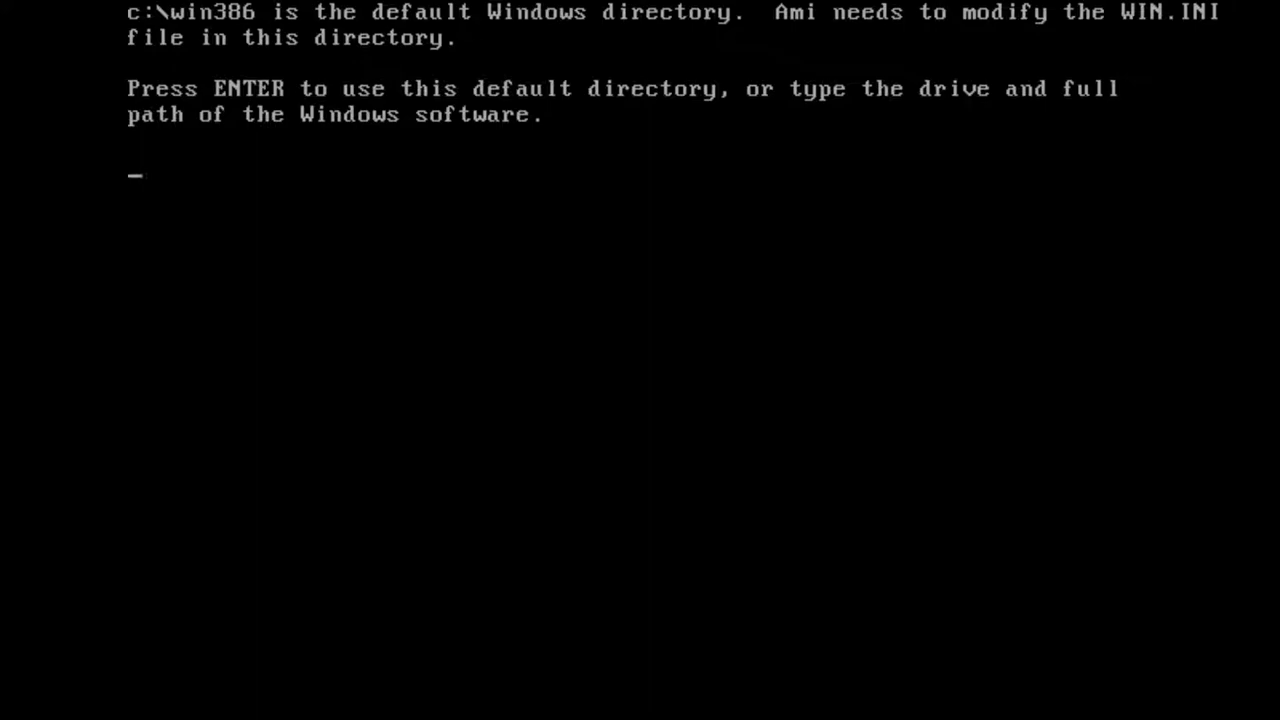 c:\win386 is the default Windows directory.  Ami needs to modify the WIN.INI
file in this directory.
Press ENTER to use this default directory, or type the drive and full
path of the Windows software.
_